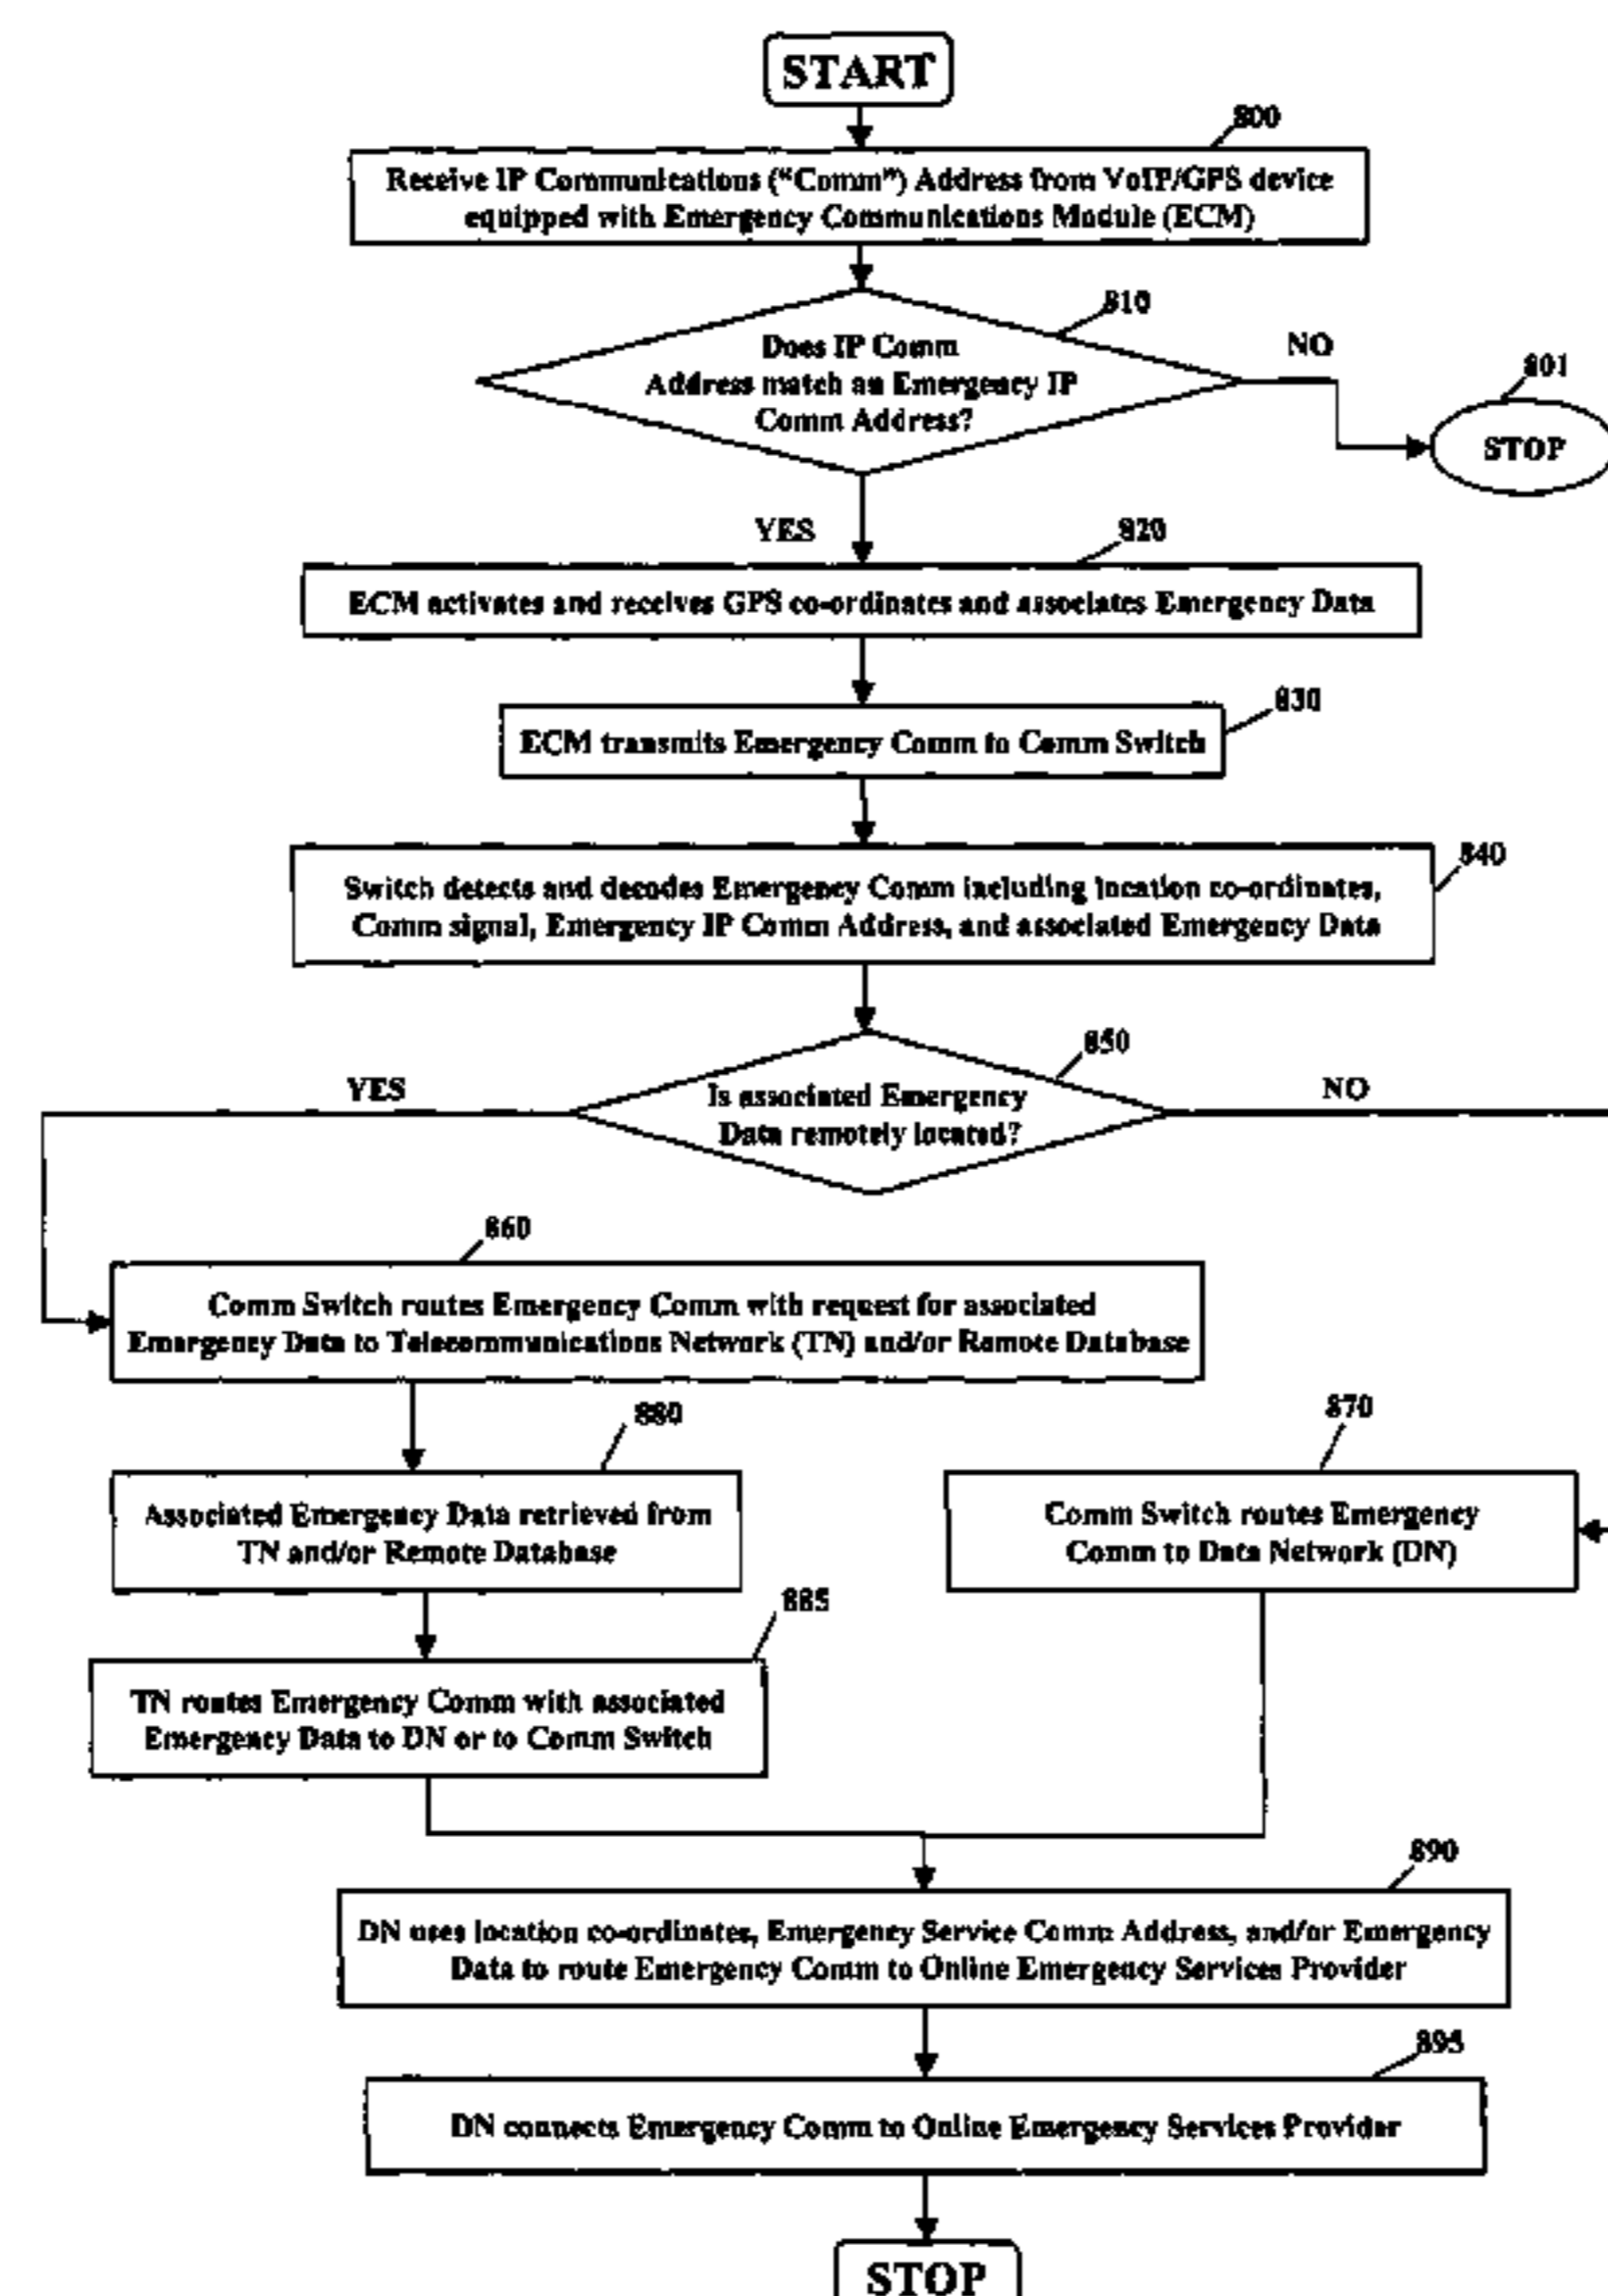 START
800
Receive IP Communications ("Comm") Address from VoIP/GPS device
equipped with Emergency Communications Module (ECM)
810
Does IP Comm
Address match an Emergency IP
Comm Address?
NO
801
STOP
YES
820
ECM activates and receives GPS co-ordinates and associates Emergency Data
830
ECM transmits Emergency Comm to Comm Switch
840
Switch detects and decodes Emergency Comm including location co-ordinates,
Comm signal, Emergency IP Comm Address, and associated Emergency Data
850
YES
Is associated Emergency
Data remotely located?
NO
860
Comm Switch routes Emergency Comm with request for associated
Emergency Data to Telecommunications Network (TN) and/or Remote Database
880
870
Associated Emergency Data retrieved from
TN and/or Remote Database
Comm Switch routes Emergency
Comm to Data Network (DN)
885
TN routes Emergency Comm with associated
Emergency Data to DN or to Comm Switch
890
DN uses location co-ordinates, Emergency Service Comm Address, and/or Emergency
Data to route Emergency Comm to Online Emergency Services Provider
895
DN connects Emergency Comm to Online Emergency Services Provider
STOP